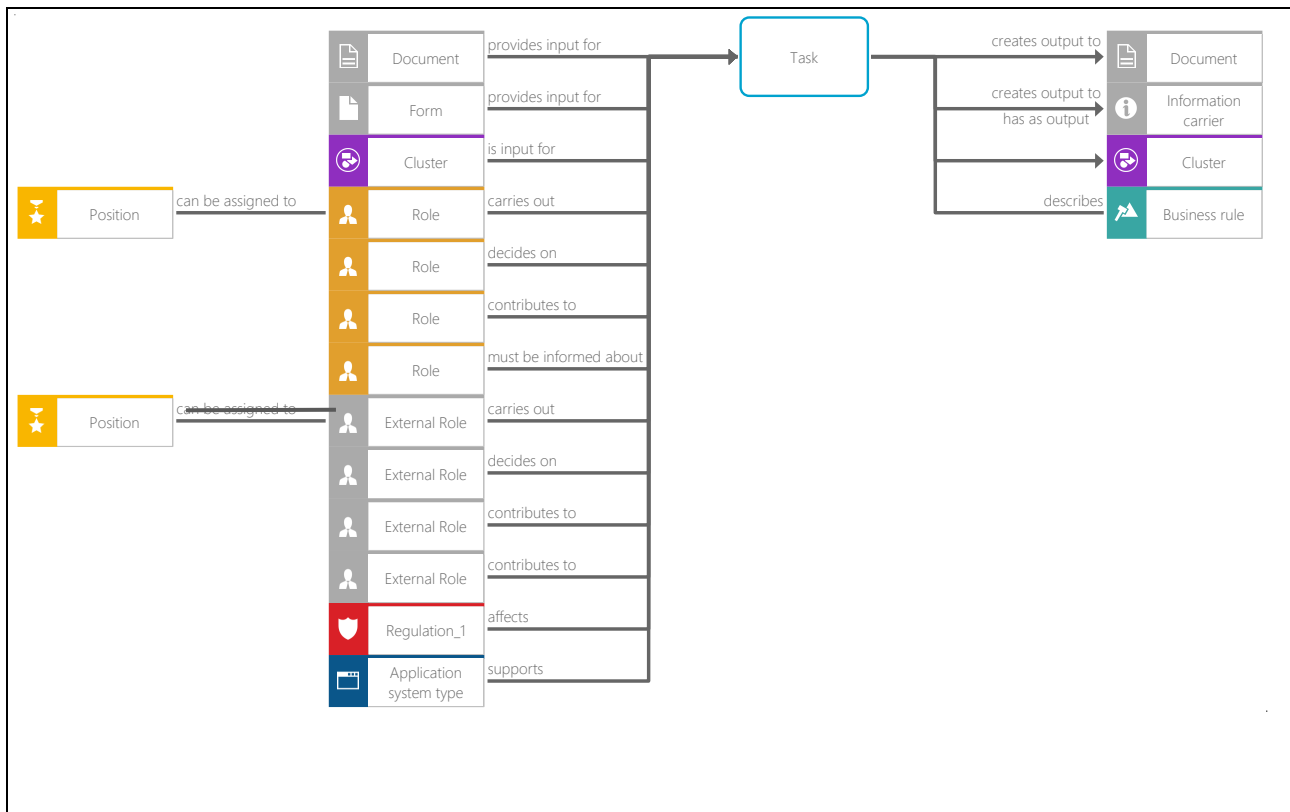 Document
provides input for
Task
creates output to
Document
Form
provides input for
creates output to
Information
carrier
has as output
Cluster
is input for
Cluster
Position
can be assigned to
Role
carries out
describes
Business rule
Role
decides on
Role
contributes to
Role
must be informed about
Position
can be assigned to
External Role
carries out
External Role
decides on
External Role
contributes to
External Role
contributes to
Regulation_1
affects
Application
system type
supports